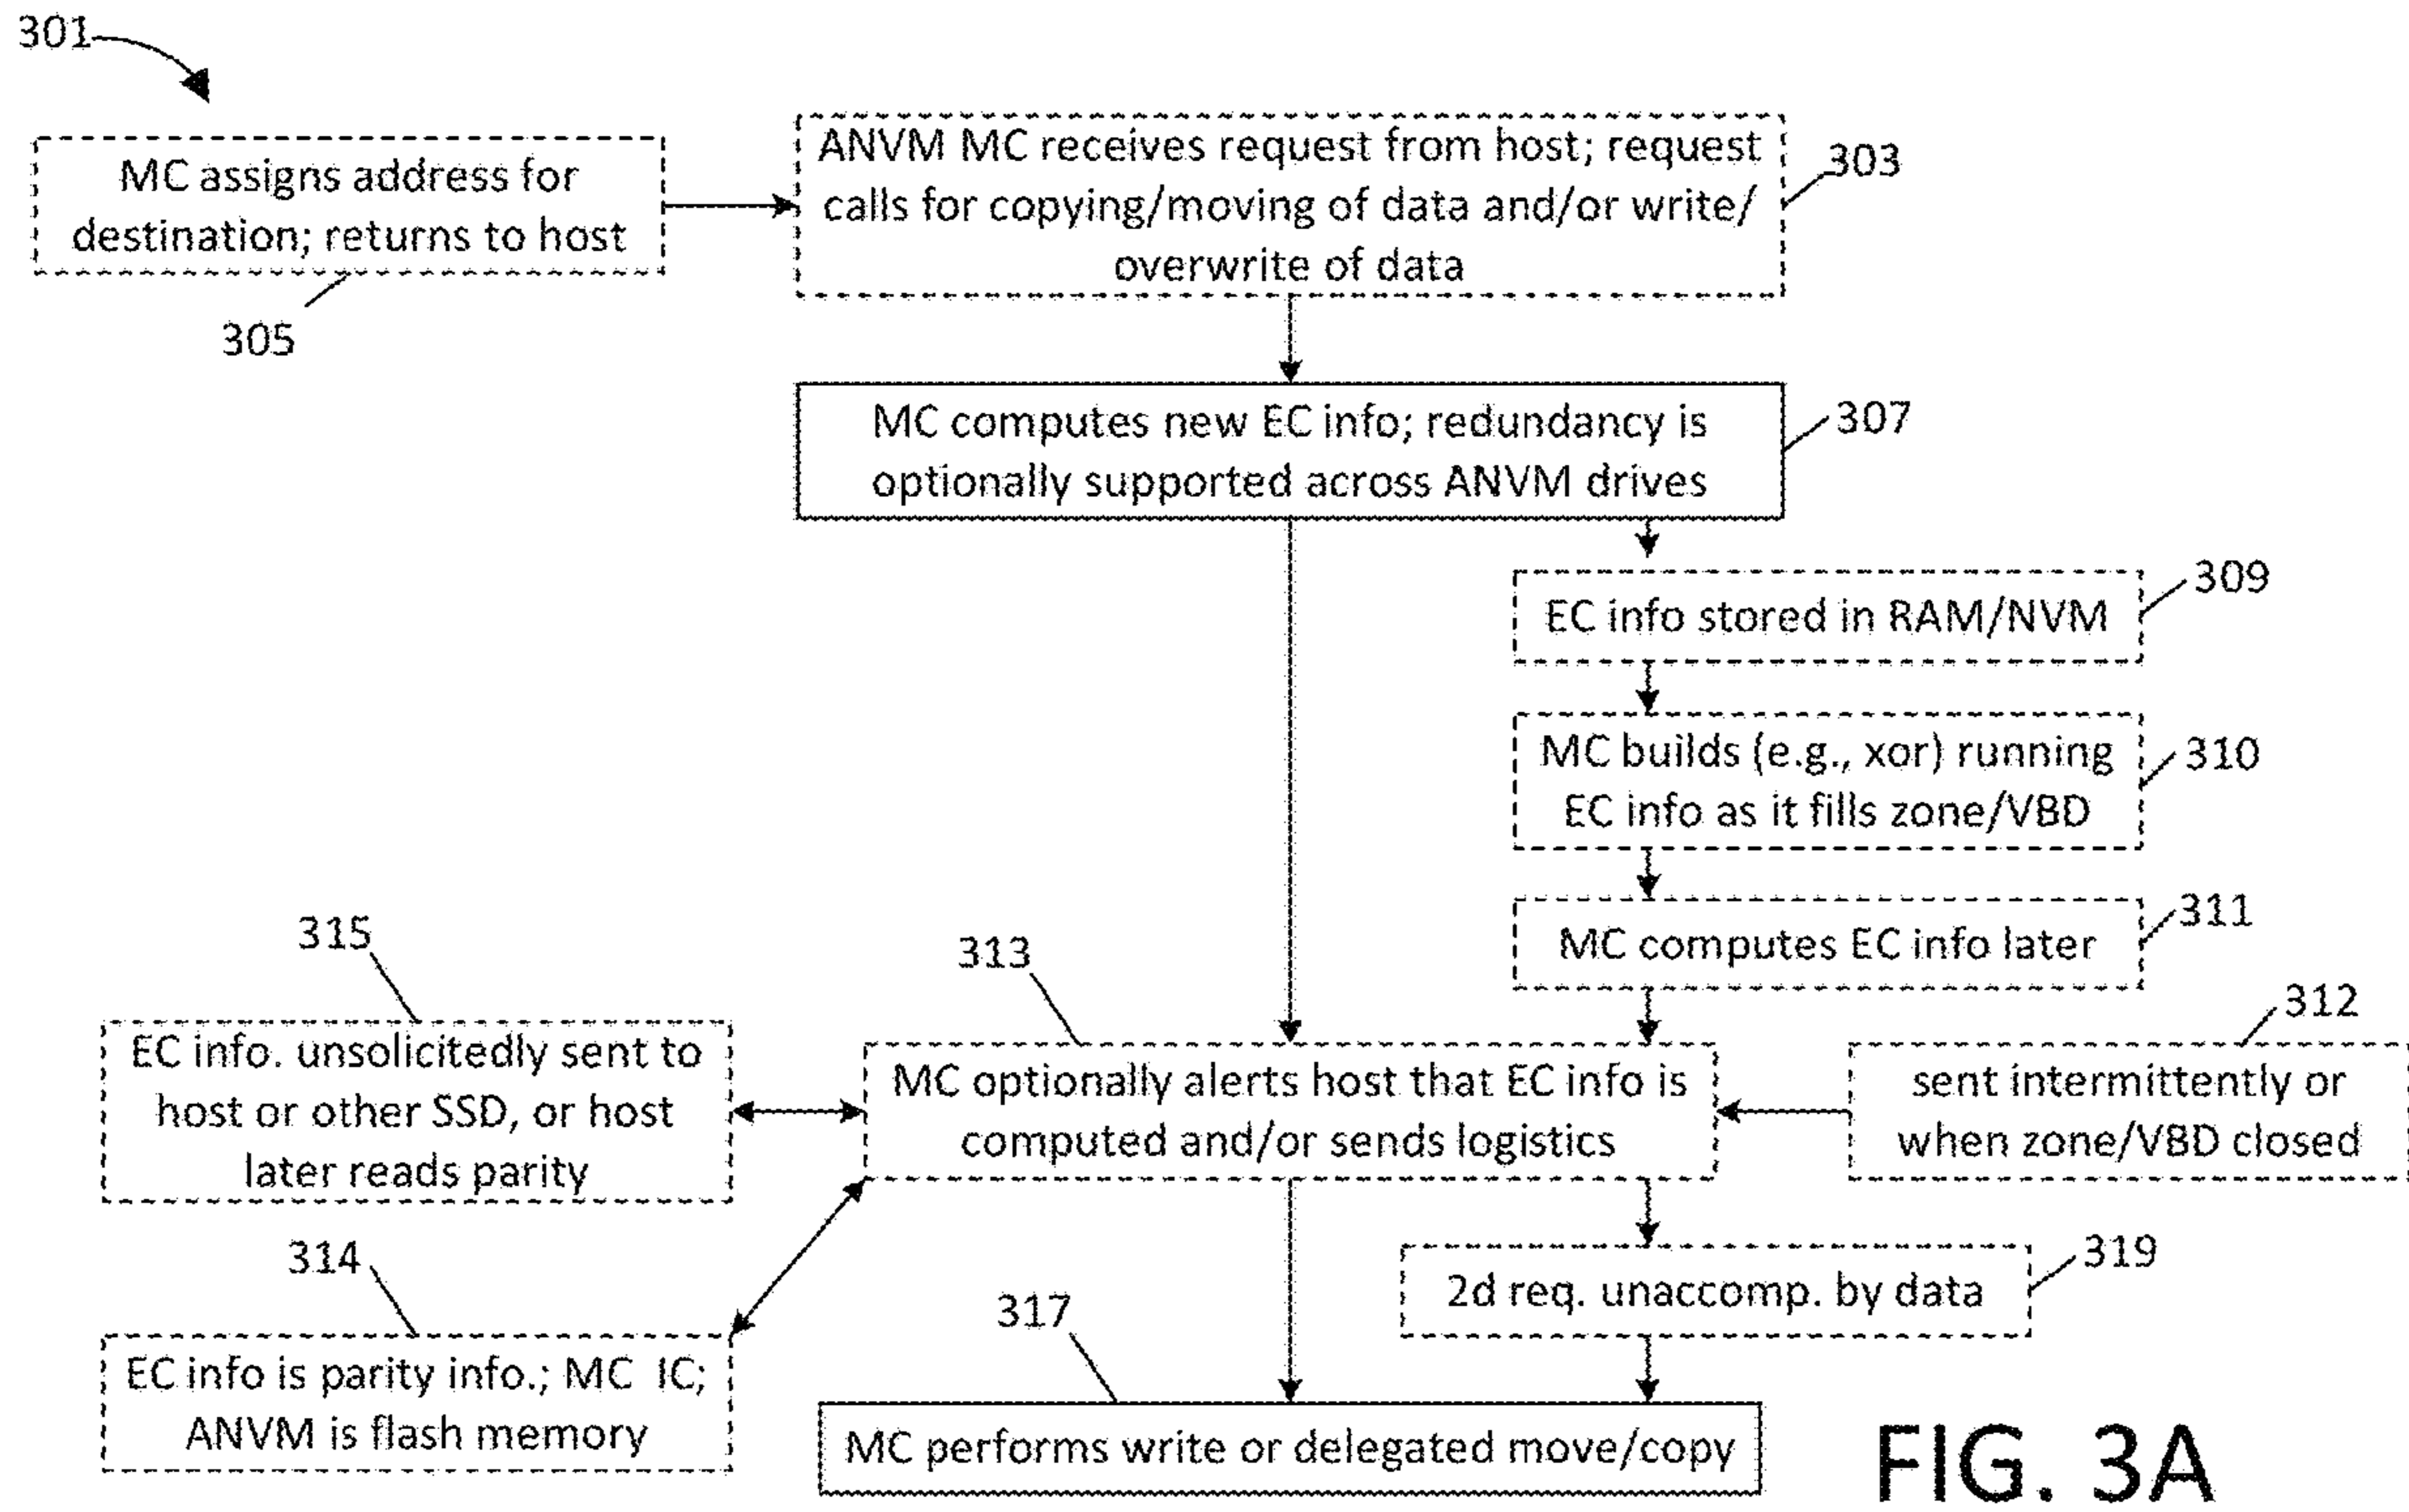 301
MC assigns address for
destination; returns to host
305
ANVM MC receives request from host; request
calls for copying/moving of data and/or write/
overwrite of data
303
MC computes new EC info; redundancy is
optionally supported across ANVM drives
307
EC info stored in RAM/NVM
309
MC builds (e.g., xor) running
EC info as it fills zone/VBD
310
MC computes EC info later
311
315
EC info. unsolicitedly sent to
host or other SSD, or host
later reads parity
313
MC optionally alerts host that EC info is
computed and/or sends logistics
312
sent intermittently or
when zone/VBD closed
314
EC info is parity info.; MC IC;
ANVM is flash memory
2d req. unaccomp. by data
319
317
MC performs write or delegated move/copy
FIG. 3A